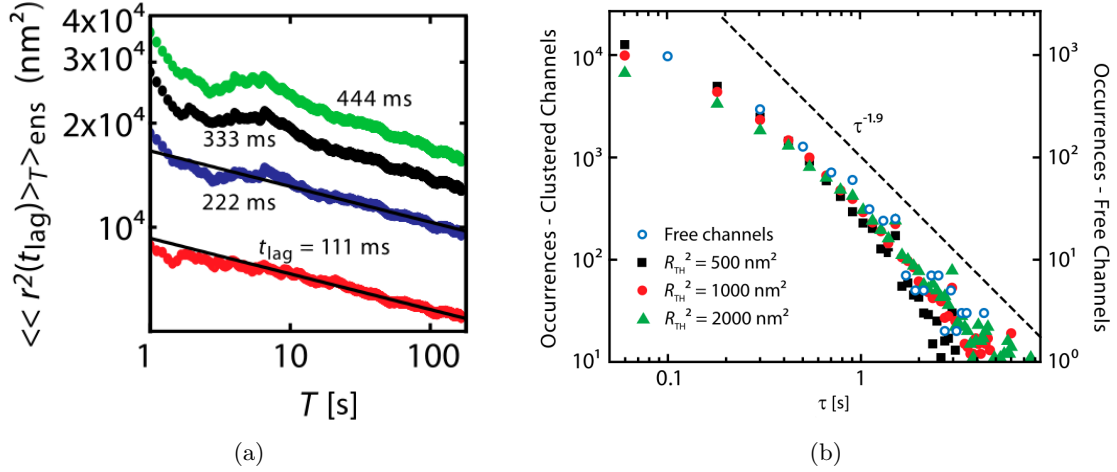 << r²(t_lag)>_T>_ens (nm²)
4x10⁴
3x10⁴
2x10⁴
10⁴
444 ms
333 ms
222 ms
t_lag = 111 ms
1
10
100
T [s]
(a)
b
Occurrences - Clustered Channels
10⁴
10³
10²
10¹
τ^-1.9
Free channels
R_TH² = 500 nm²
R_TH² = 1000 nm²
R_TH² = 2000 nm²
0.1
1
τ [s]
10³
10²
10¹
10⁰
Occurrences - Free Channels
(b)